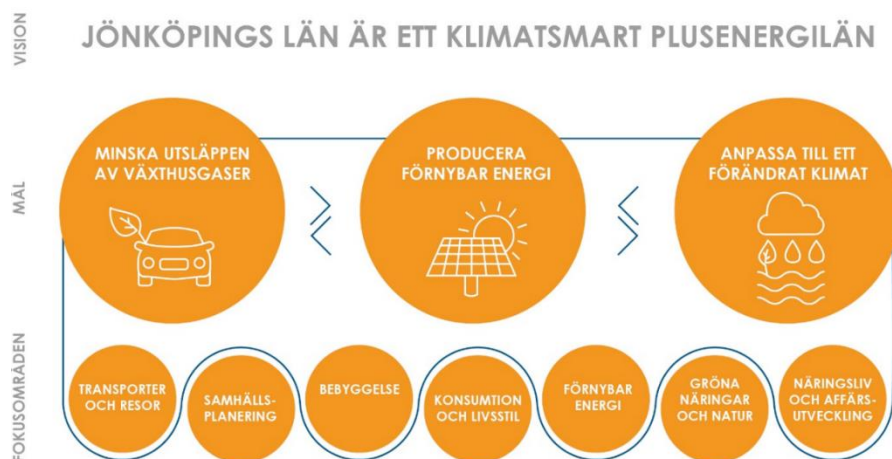 VISION
JÖNKÖPINGS LÄN ÄR ETT KLIMATSMART PLUSENERGILÄN
MÅL
MINSKA UTSLÄPPEN
AV VÄXTHUSGASER
PRODUCERA
FÖRNYBAR ENERGI
ANPASSA TILL ETT
FÖRÄNDRAT KLIMAT
FOKUSOMRÅDEN
TRANSPORTER
OCH RESOR
SAMHÄLLS-
PLANERING
BEBYGGELSE
KONSUMTION
OCH LIVSSTIL
FÖRNYBAR
ENERGI
GRÖNA
NÄRINGAR
OCH NATUR
NÄRINGSLIV
OCH AFFÄRS-
UTVECKLING